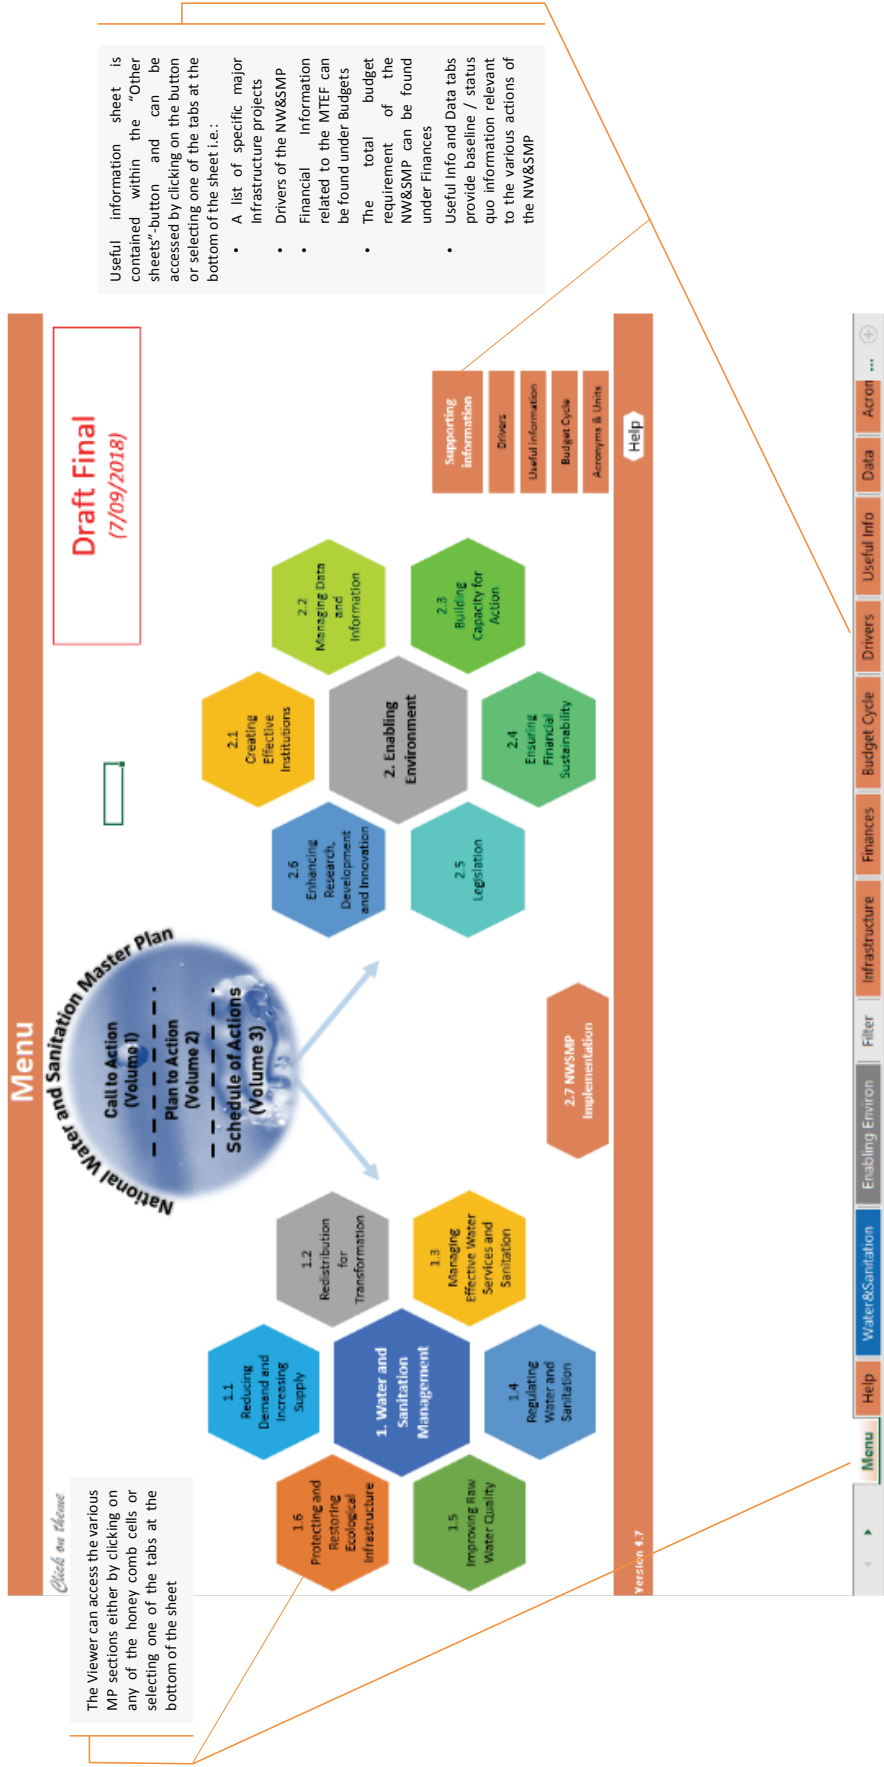 Menu
Click on theme
Draft Final
(7/09/2018)
National Water and Sanitation Master Plan
Call to Action
(Volume 1)
Plan to Action
(Volume 2)
Schedule of Actions
(Volume 3)
The Viewer can access the various
MP sections either by clicking on
any of the honey comb cells or
selecting one of the tabs at the
bottom of the sheet
1.1
Reducing
Demand and
Increasing
Supply
1.2
Redistribution
for
Transformation
1.3
Managing
Effective Water
Services and
Sanitation
1.4
Regulating
Water and
Sanitation
1.5
Improving Raw
Water Quality
1.6
Protecting and
Restoring
Ecological
Infrastructure
1. Water and
Sanitation
Management
2.1
Creating
Effective
Institutions
2.2
Managing Data
and
Information
2.3
Building
Capacity for
Action
2.4
Ensuring
Financial
Sustainability
2.5
Legislation
2.6
Enhancing
Research,
Development
and Innovation
2. Enabling
Environment
2.7 NWSMP
Implementation
Supporting
information
Drivers
Useful information
Budget Cycle
Acronyms & Units
Version 4.7
Help
Menu
Help
Water&Sanitation
Enabling Environ
Filter
Infrastructure
Finances
Budget Cycle
Drivers
Useful Info
Data
Acron
...
Useful information sheet is
contained within the "Other
sheets"-button and can be
accessed by clicking on the button
or selecting one of the tabs at the
bottom of the sheet i.e.:
• A list of specific major
Infrastructure projects
• Drivers of the NW&SMP
• Financial Information
related to the MTEF can
be found under Budgets
• The total budget
requirement of the
NW&SMP can be found
under Finances
• Useful Info and Data tabs
provide baseline / status
quo information relevant
to the various actions of
the NW&SMP